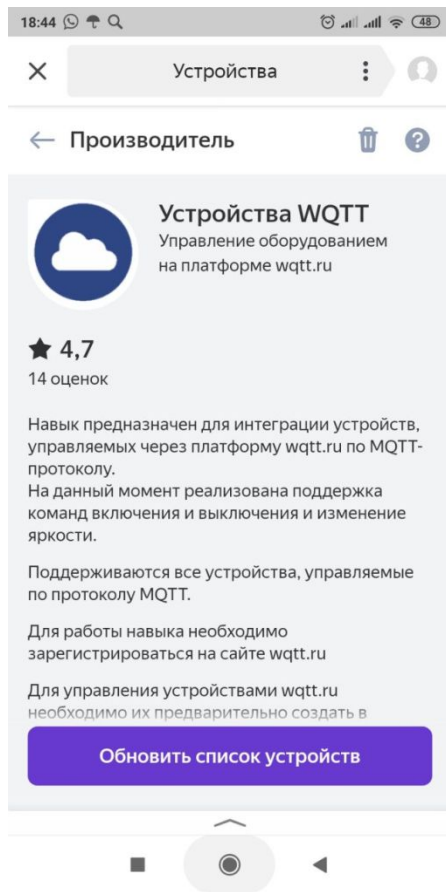 18:44
48
Устройства
Производитель
Устройства WQTT
Управление оборудованием
на платформе wqtt.ru
4,7
14 оценок
Навык предназначен для интеграции устройств,
управляемых через платформу wqtt.ru по MQTT-
протоколу.
На данный момент реализована поддержка
команд включения и выключения и изменение
яркости.
Поддерживаются все устройства, управляемые
по протоколу MQTT.
Для работы навыка необходимо
зарегистрироваться на сайте wqtt.ru
Для управления устройствами wqtt.ru
необходимо их предварительно создать в
Обновить список устройств